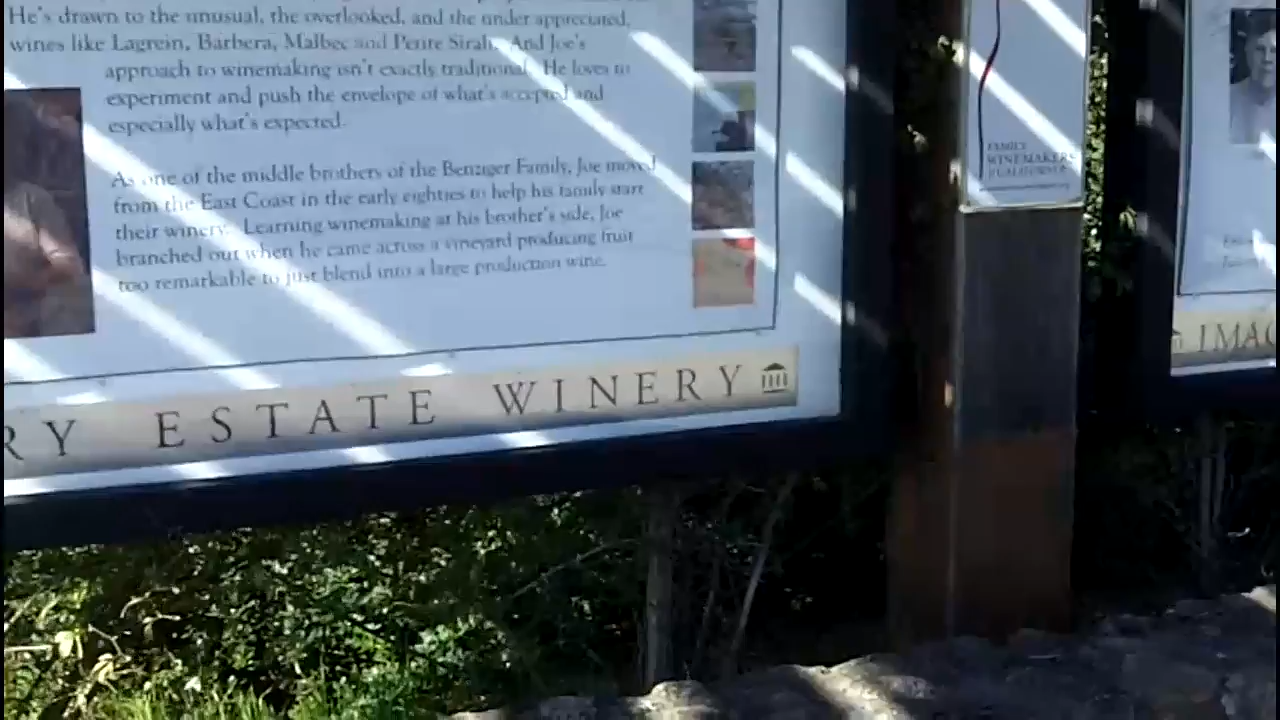 He's drawn to the unusual, the overlooked, and the under appreciated,
wines like Lagrein, Barbera, Malbec and Petite Sirah. And Joe's
approach to winemaking isn't exactly traditional. He loves to
experiment and push the envelope of what's accepted and
especially what's expected.
As one of the middle brothers of the Benziger Family, Joe moved
from the East Coast in the early eighties to help his family start
their winery. Learning winemaking at his brother's side, Joe
branched out when he came across a vineyard producing fruit
too remarkable to just blend into a large production wine.
RY ESTATE WINERY
FAMILY
WINEMAKERS
OF CALIFORNIA
IMAG